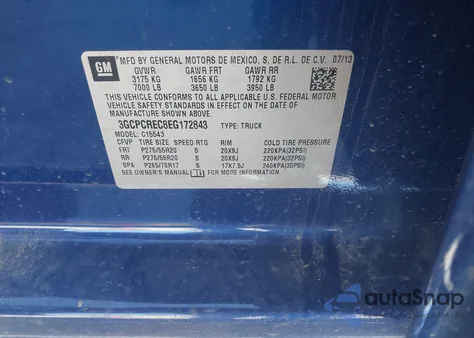 GM
MFD BY GENERAL MOTORS DE MEXICO, S. DE R.L. DE C.V. 07/13
GVWR GAWR FRT GAWR RR
3175 KG 1656 KG 1792 KG
7000 LB 3650 LB 3950 LB
THIS VEHICLE CONFORMS TO ALL APPLICABLE U.S. FEDERAL MOTOR
VEHICLE SAFETY STANDARDS IN EFFECT ON THE DATE OF
MANUFACTURE SHOWN ABOVE.
3GCPCREC8EG172843 TYPE: TRUCK
MODEL: C15543
CFVP TIRE SIZE SPEED RTG RIM COLD TIRE PRESSURE
FRT P275/55R20 S 20X9J 220KPA(32PSI)
RR P275/55R20 S 20X9J 220KPA(32PSI)
SPA P265/70R17 S 17X7.5J 240KPA(35PSI)
SEE OWNER'S MANUAL FOR MORE INFORMATION.
autoSnap